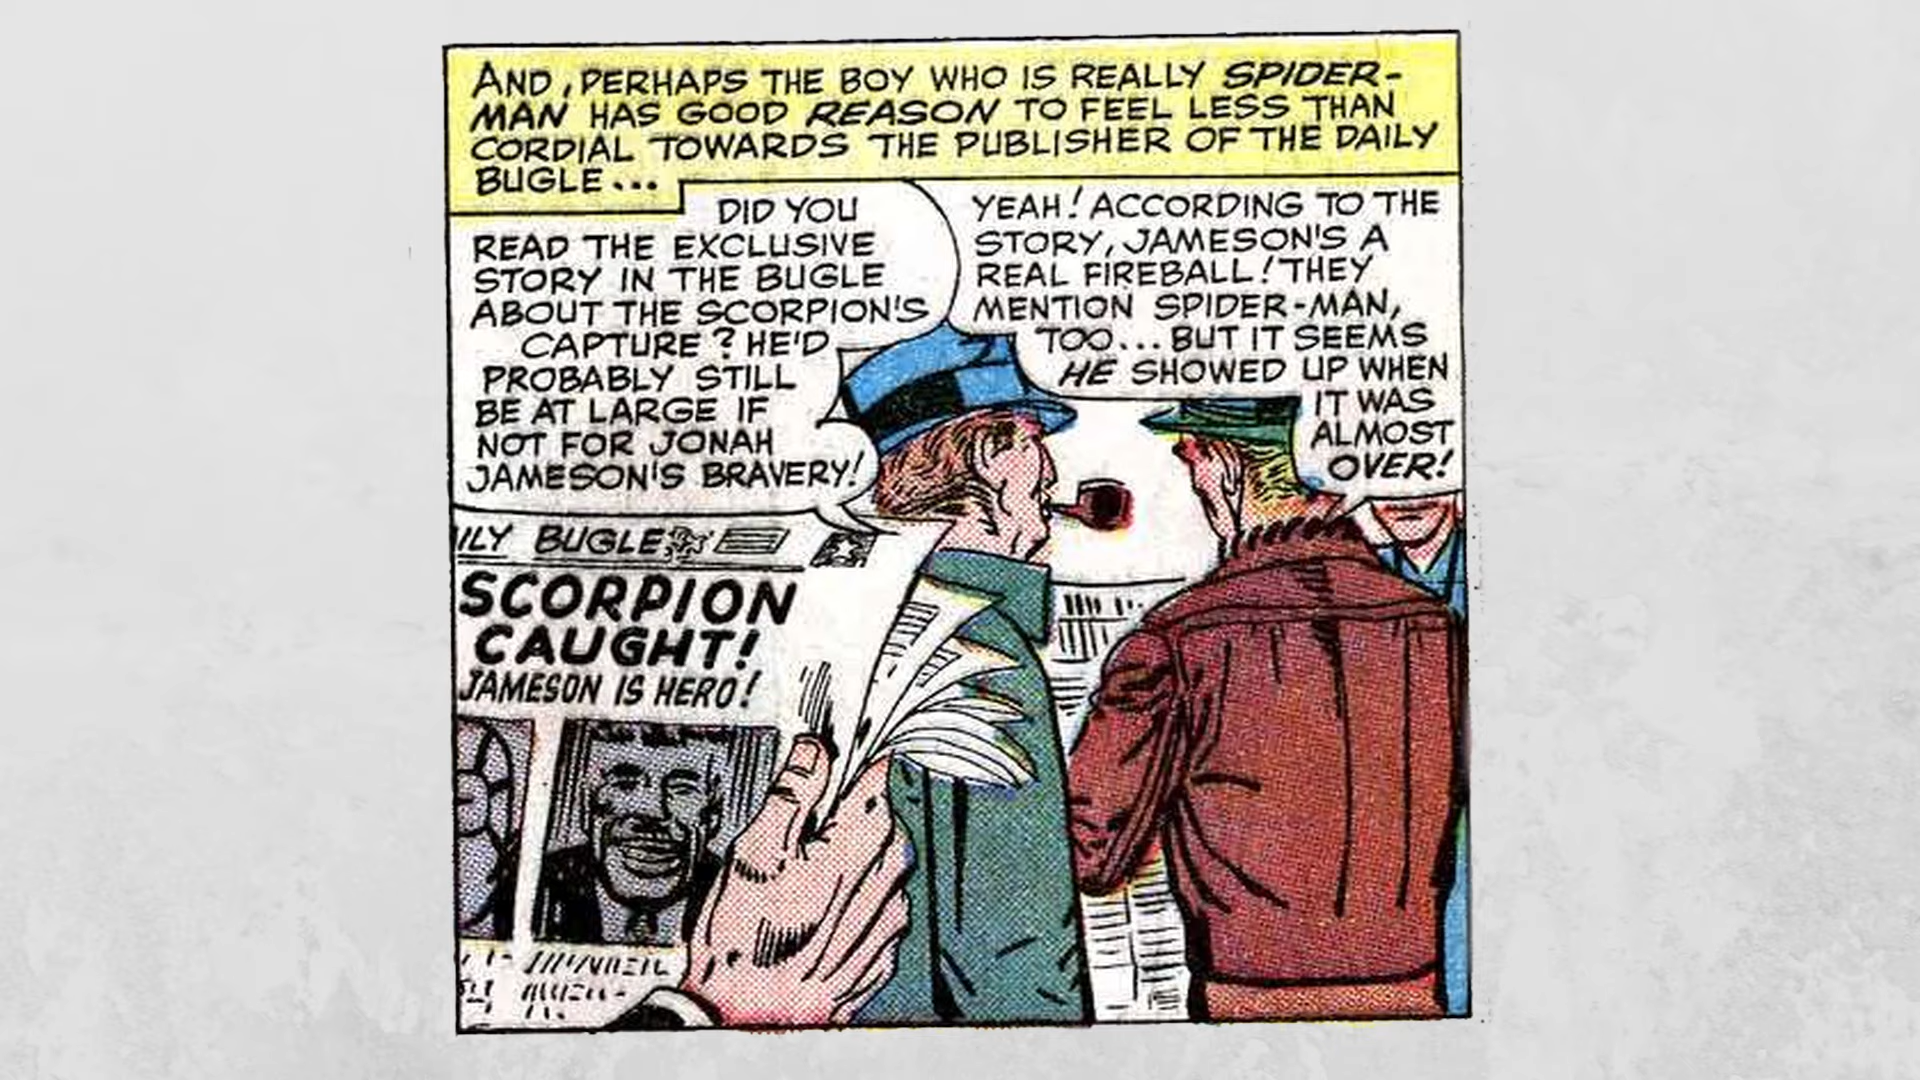 AND, PERHAPS THE BOY WHO IS REALLY SPIDER-
MAN HAS GOOD REASON TO FEEL LESS THAN
CORDIAL TOWARDS THE PUBLISHER OF THE DAILY
BUGLE...
DID YOU
READ THE EXCLUSIVE
STORY IN THE BUGLE
ABOUT THE SCORPION'S
CAPTURE? HE'D
PROBABLY STILL
BE AT LARGE IF
NOT FOR JONAH
JAMESON'S BRAVERY!
YEAH! ACCORDING TO THE
STORY, JAMESON'S A
REAL FIREBALL! THEY
MENTION SPIDER-MAN,
TOO... BUT IT SEEMS
HE SHOWED UP WHEN
IT WAS
ALMOST
OVER!
ILY BUGLE
SCORPION
CAUGHT!
JAMESON IS HERO!